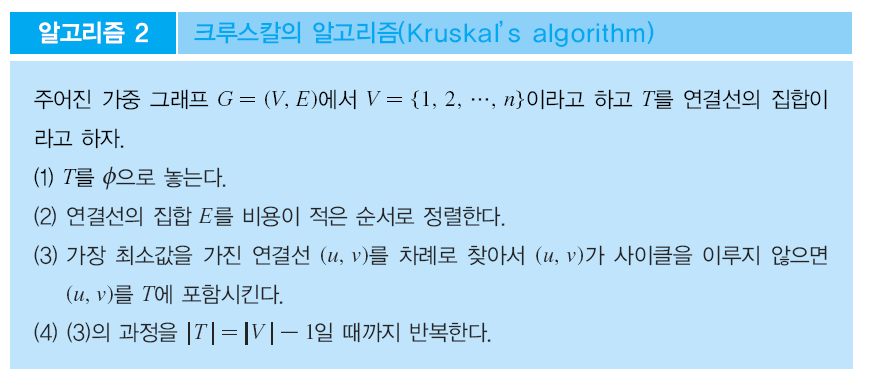 알고리즘 2 크루스칼의 알고리즘(Kruskal's algorithm)
주어진 가중 그래프 G = (V, E)에서 V = {1, 2, ⋯, n}이라고 하고 T를 연결선의 집합이
라고 하자.
(1) T를 ϕ으로 놓는다.
(2) 연결선의 집합 E를 비용이 적은 순서로 정렬한다.
(3) 가장 최소값을 가진 연결선 (u, v)를 차례로 찾아서 (u, v)가 사이클을 이루지 않으면
(u, v)를 T에 포함시킨다.
(4) (3)의 과정을 |T| = |V| − 1일 때까지 반복한다.